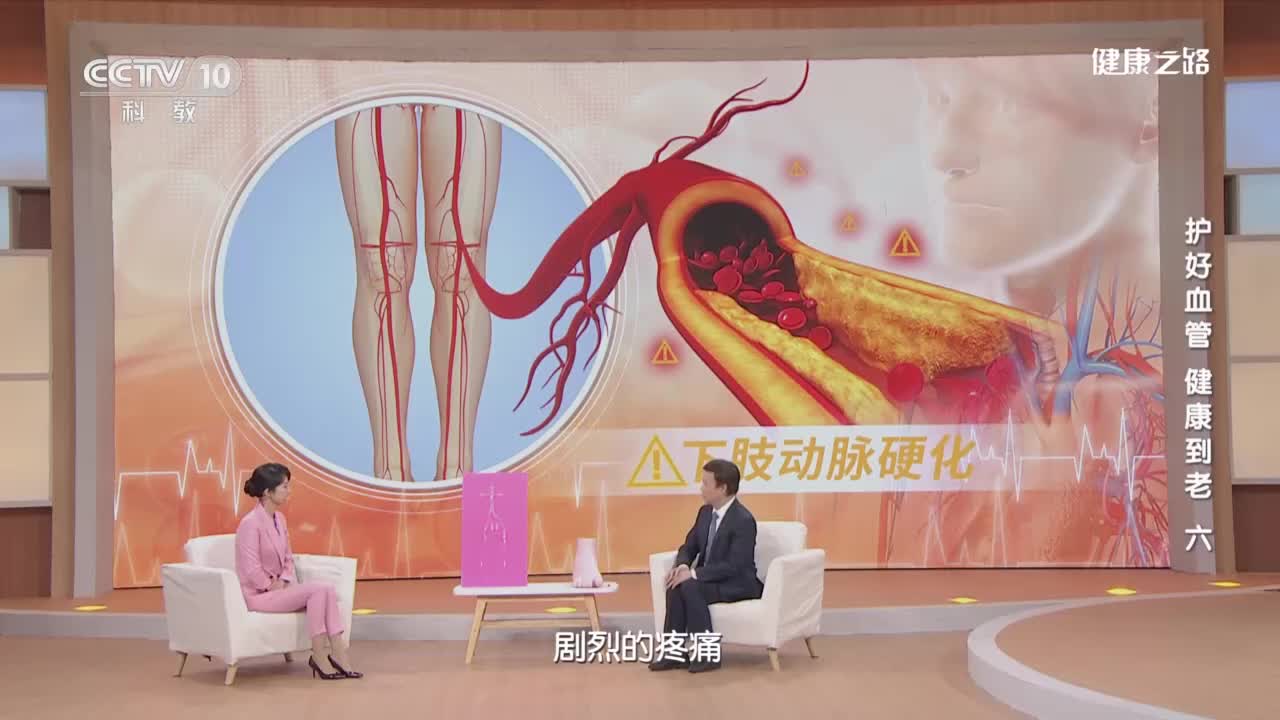 CCTV 10
科教
健康之路
护好血管 健康到老 六
下肢动脉硬化
剧烈的疼痛